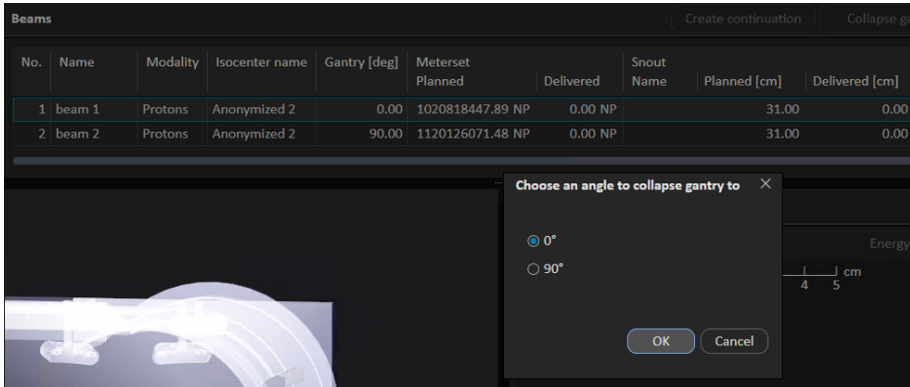 Beams
Create continuation
Collapse
No. Name Modality Isocenter name Gantry [deg] Meterset Snout
Planned Delivered Name Planned [cm] Delivered [cm]
1 beam 1 Protons Anonymized 2 0.00 1020818447.89 NP 0.00 NP 31.00 0.00
2 beam 2 Protons Anonymized 2 90.00 1120126071.48 NP 0.00 NP 31.00 0.00
Choose an angle to collapse gantry to
0°
90°
Energy
cm
4 5
OK Cancel